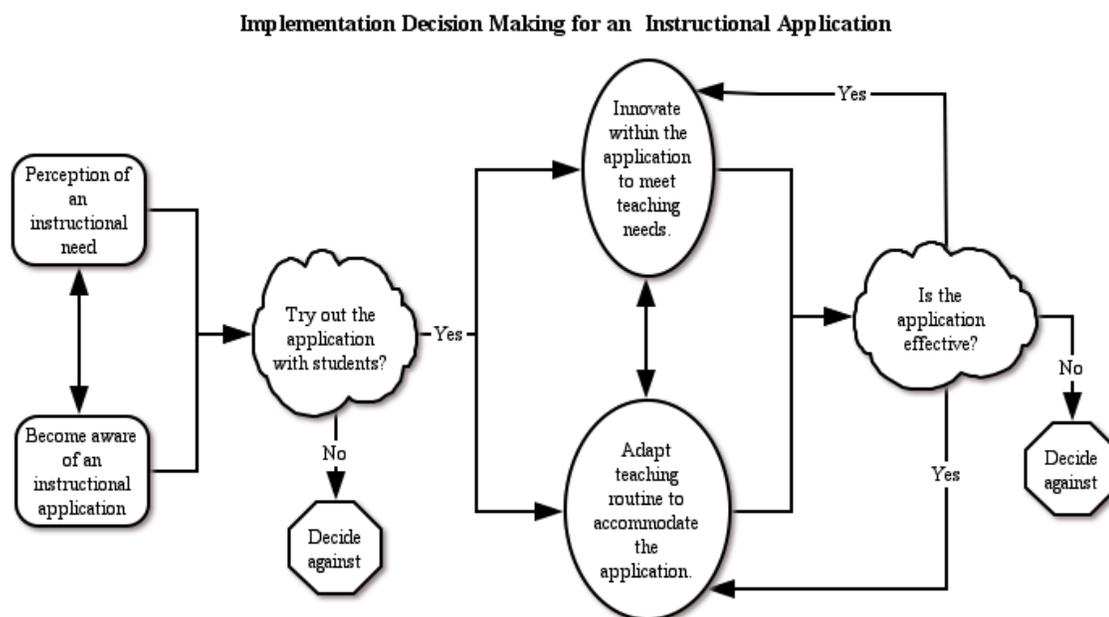 Implementation Decision Making for an Instructional Application
Perception of
an
instructional
need
Become aware
of an
instructional
application
Try out the
application
with students?
No
Decide
against
Yes
Innovate
within the
application
to meet
teaching
needs.
Adapt
teaching
routine to
accommodate
the
application.
Yes
Is the
application
effective?
Yes
No
Decide
against